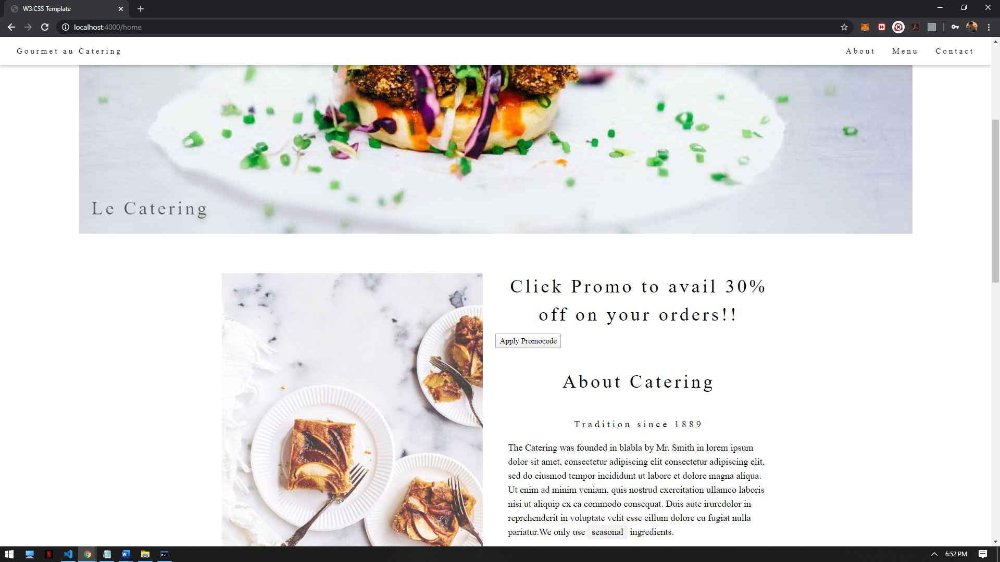 W3.CSS Template
localhost:4000/home
Gourmet au Catering
About Menu Contact
Le Catering
Click Promo to avail 30%
off on your orders!!
Apply Promocode
About Catering
Tradition since 1889
The Catering was founded in blabla by Mr. Smith in lorem ipsum
dolor sit amet, consectetur adipiscing elit consectetur adipiscing elit,
sed do eiusmod tempor incididunt ut labore et dolore magna aliqua.
Ut enim ad minim veniam, quis nostrud exercitation ullamco laboris
nisi ut aliquip ex ea commodo consequat. Duis aute iruredolor in
reprehenderit in voluptate velit esse cillum dolore eu fugiat nulla
pariatur.We only use seasonal ingredients.
6:52 PM